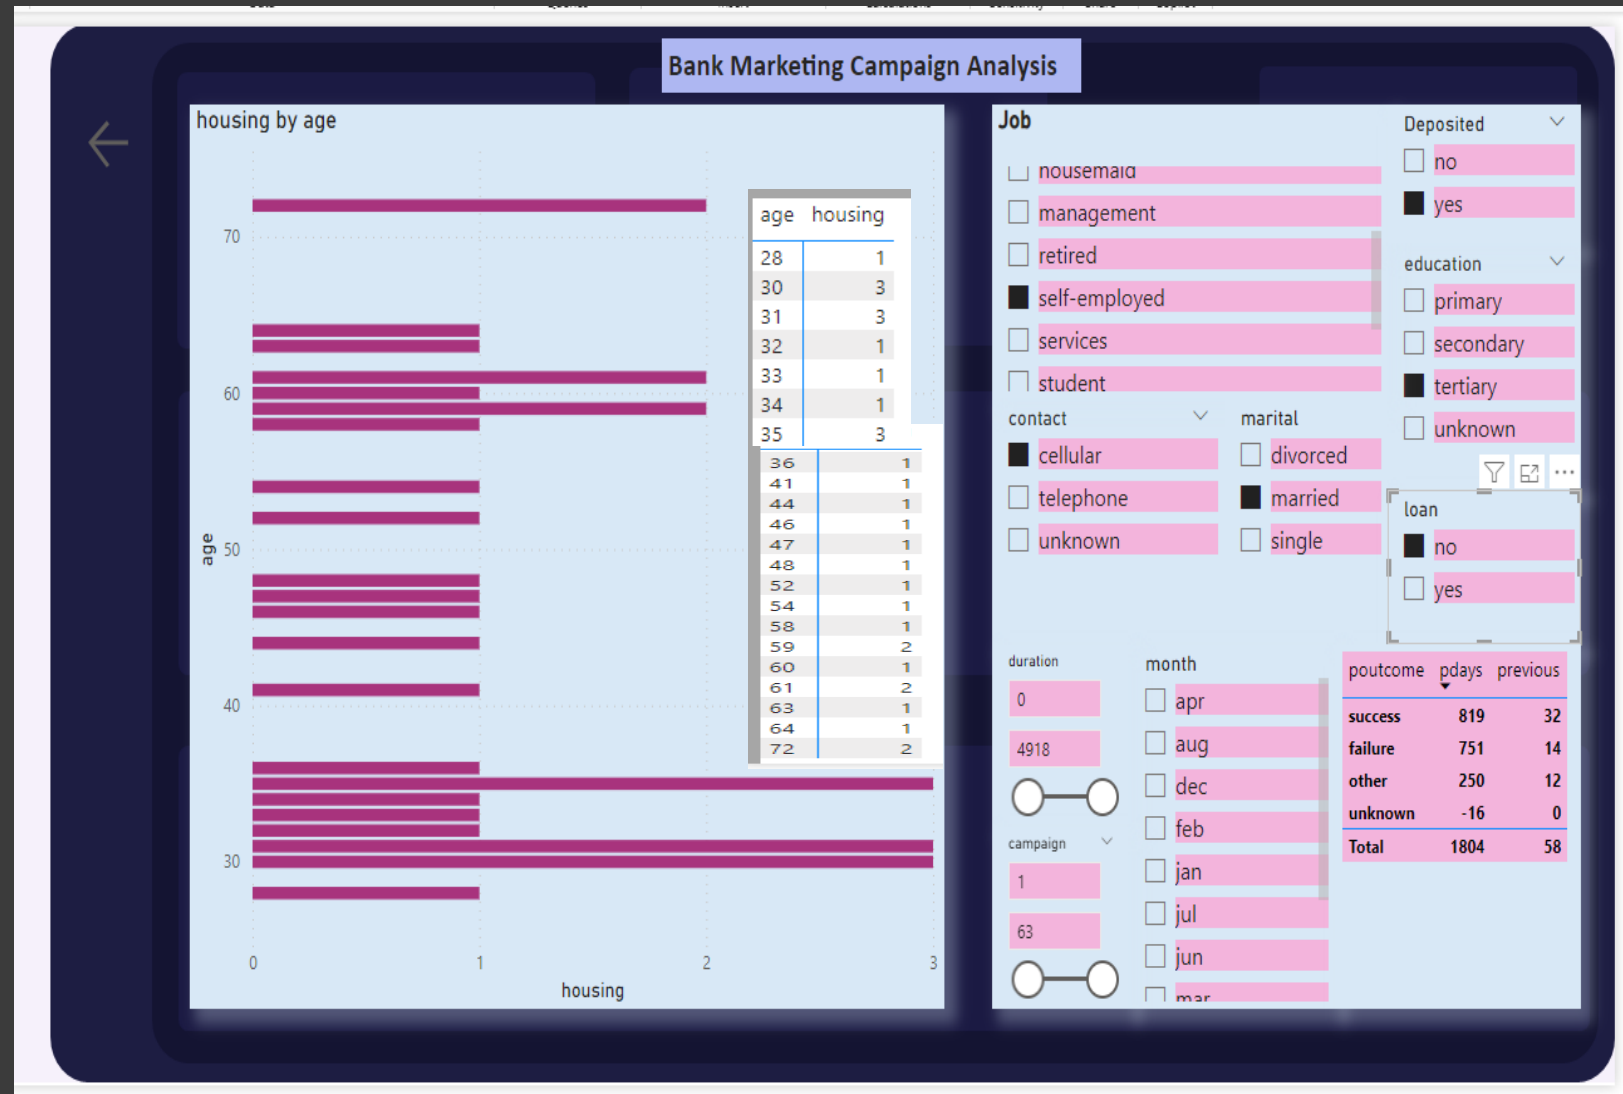 Bank Marketing Campaign Analysis
housing by age
70
60
50
40
30
age
0 1 2 3
housing
age housing
28 1
30 3
31 3
32 1
33 1
34 1
35 3
36 1
41 1
44 1
46 1
47 1
48 1
52 1
54 1
58 1
59 2
60 1
61 2
63 1
64 1
72 2
Job
housemaid
management
retired
self-employed
services
student
Deposited
no
yes
education
primary
secondary
tertiary
unknown
contact
cellular
telephone
unknown
marital
divorced
married
single
loan
no
yes
duration
0
4918
campaign
1
63
month
apr
aug
dec
feb
jan
jul
jun
mar
poutcome pdays previous
success 819 32
failure 751 14
other 250 12
unknown -16 0
Total 1804 58